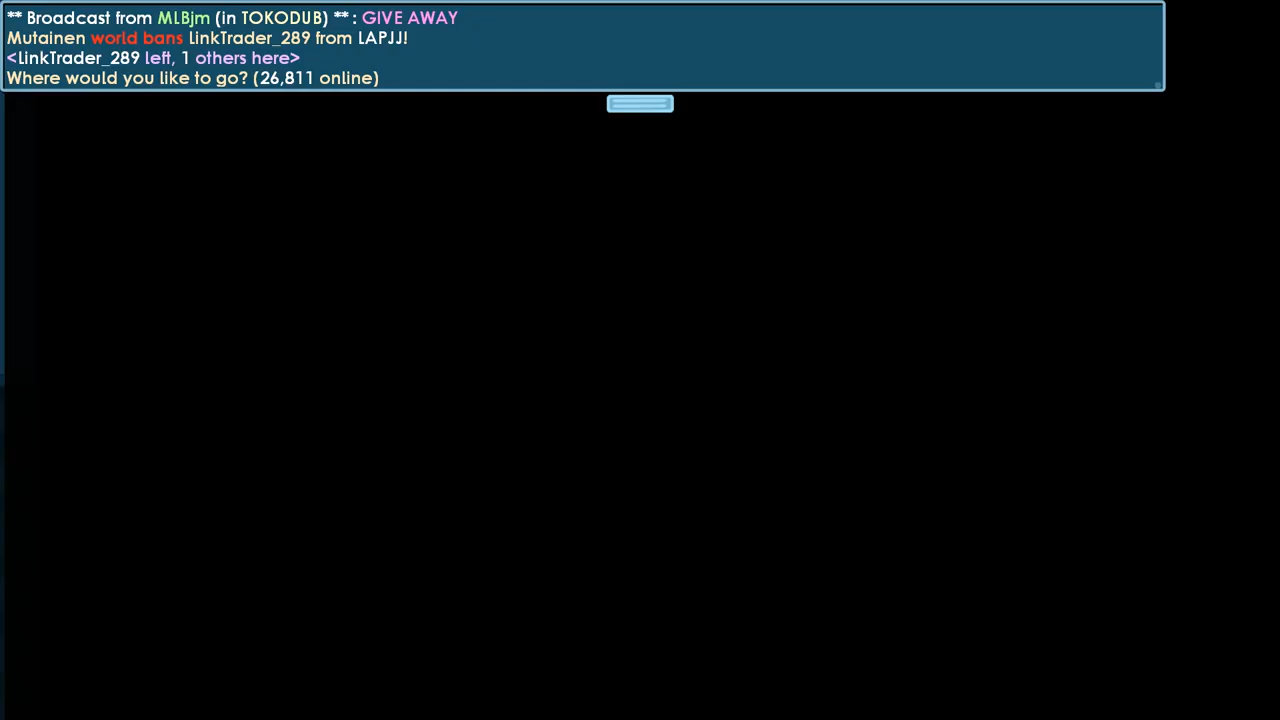 ** Broadcast from MLBjm (in TOKODUB) ** : GIVE AWAY
Mutainen world bans LinkTrader_289 from LAPJJ!
<LinkTrader_289 left, 1 others here>
Where would you like to go? (26,811 online)